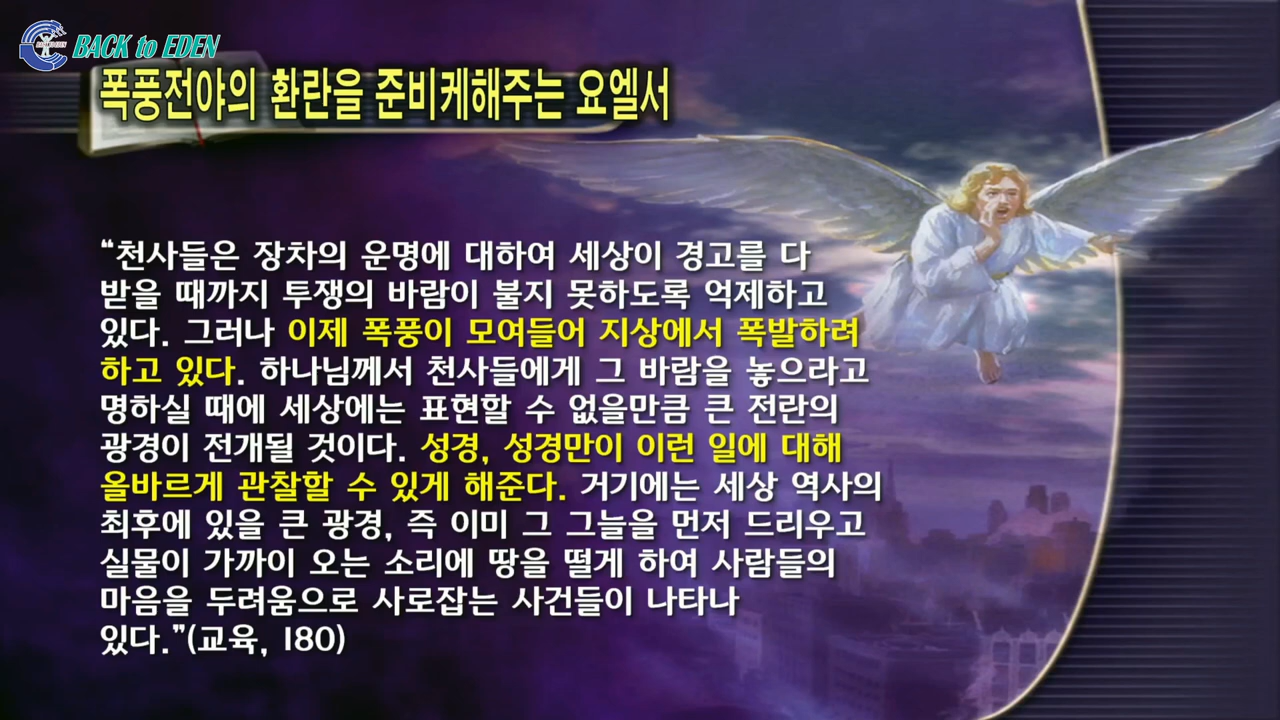 BACK to EDEN
폭풍전야의 환란을 준비케해주는 요엘서
“천사들은 장차의 운명에 대하여 세상이 경고를 다
받을 때까지 투쟁의 바람이 불지 못하도록 억제하고
있다. 그러나 이제 폭풍이 모여들어 지상에서 폭발하려
하고 있다. 하나님께서 천사들에게 그 바람을 놓으라고
명하실 때에 세상에는 표현할 수 없을만큼 큰 전란의
광경이 전개될 것이다. 성경, 성경만이 이런 일에 대해
올바르게 관찰할 수 있게 해준다. 거기에는 세상 역사의
최후에 있을 큰 광경, 즉 이미 그 그늘을 먼저 드리우고
실물이 가까이 오는 소리에 땅을 떨게 하여 사람들의
마음을 두려움으로 사로잡는 사건들이 나타나
있다.”(교육, 180)